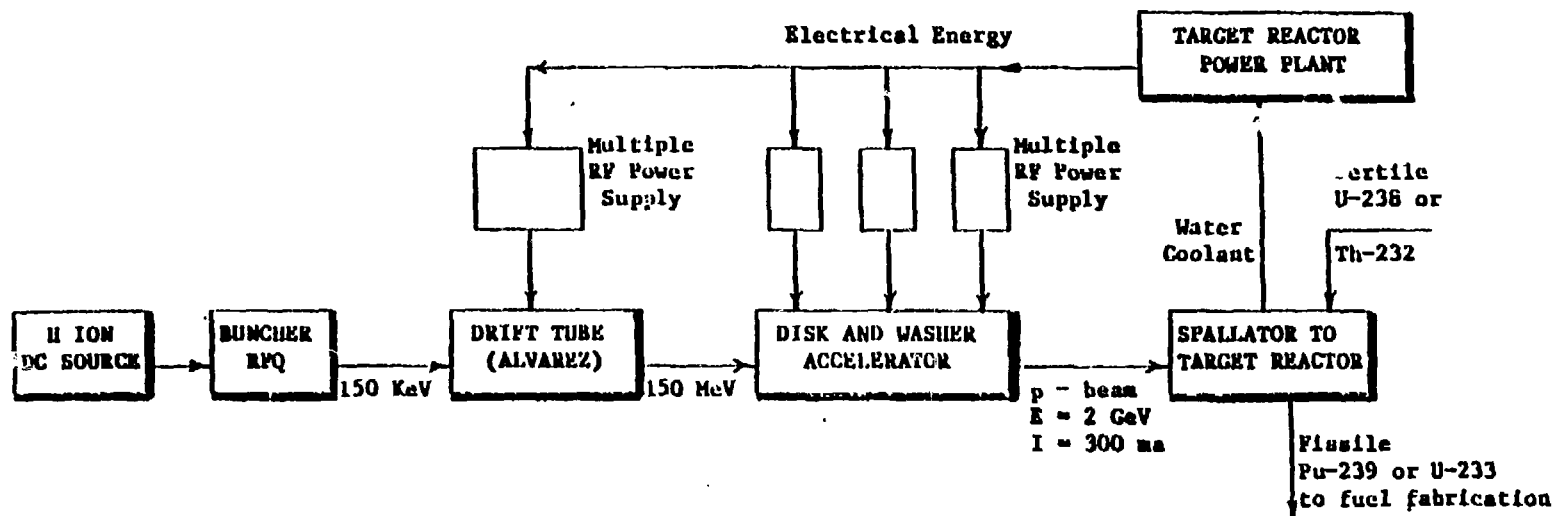 Electrical Energy
TARGET REACTOR
POWER PLANT
Multiple
RF Power
Supply
Multiple
RF Power
Supply
Water
Coolant
ertile
U-238 or
Th-232
H ION
DC SOURCE
BUNCHER
RFQ
150 KeV
DRIFT TUBE
(ALVAREZ)
150 MeV
DISK AND WASHER
ACCELERATOR
p - beam
E = 2 GeV
I = 300 ma
SPALLATOR TO
TARGET REACTOR
Fissile
Pu-239 or U-233
to fuel fabrication